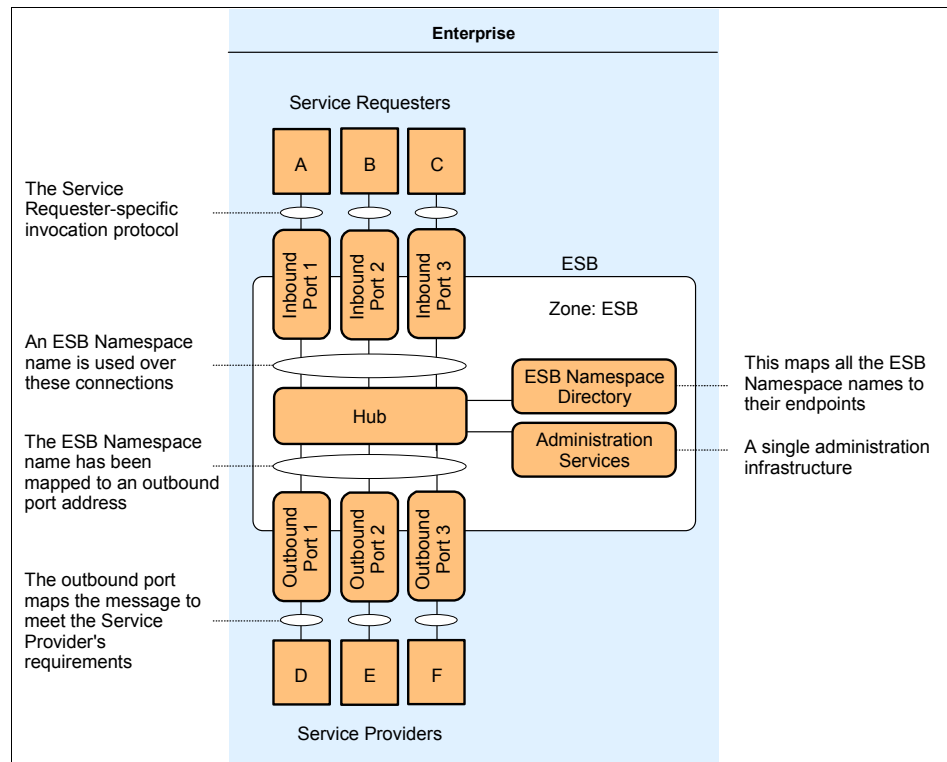 Enterprise
Service Requesters
A
B
C
The Service
Requester-specific
invocation protocol
Inbound
Port 1
Inbound
Port 2
Inbound
Port 3
ESB
Zone: ESB
An ESB Namespace
name is used over
these connections
ESB Namespace
Directory
This maps all the ESB
Namespace names to
their endpoints
Hub
Administration
Services
A single administration
infrastructure
The ESB Namespace
name has been
mapped to an outbound
port address
Outbound
Port 1
Outbound
Port 2
Outbound
Port 3
The outbound port
maps the message to
meet the Service
Provider's
requirements
D
E
F
Service Providers